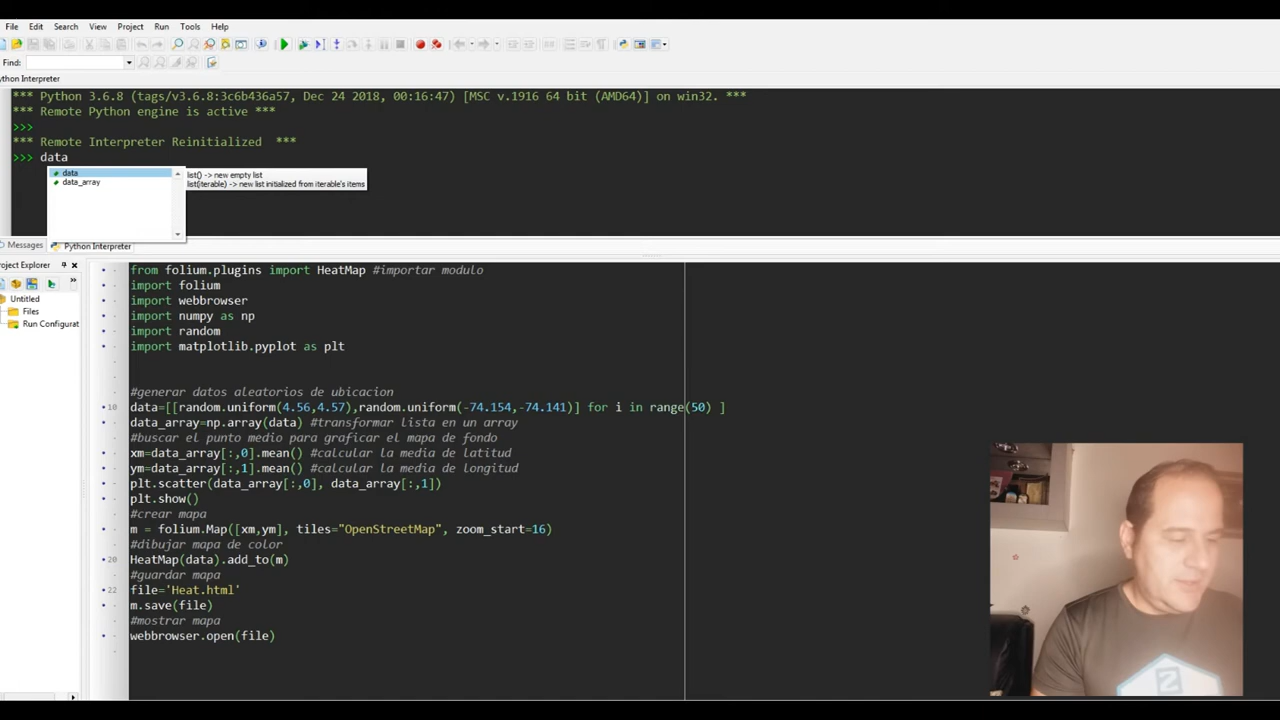 File Edit Search View Project Run Tools Help
Find:
ython Interpreter
*** Python 3.6.8 (tags/v3.6.8:3c6b436a57, Dec 24 2018, 00:16:47) [MSC v.1916 64 bit (AMD64)] on win32. ***
*** Remote Python engine is active ***
>>>
*** Remote Interpreter Reinitialized ***
>>> data
data
data_array
list() -> new empty list
list(iterable) -> new list initialized from iterable's items
Messages Python Interpreter
roject Explorer
Untitled
Files
Run Configurat
from folium.plugins import HeatMap #importar modulo
import folium
import webbrowser
import numpy as np
import random
import matplotlib.pyplot as plt
#generar datos aleatorios de ubicacion
10 data=[[random.uniform(4.56,4.57),random.uniform(-74.154,-74.141)] for i in range(50) ]
data_array=np.array(data) #transformar lista en un array
#buscar el punto medio para graficar el mapa de fondo
xm=data_array[:,0].mean() #calcular la media de latitud
ym=data_array[:,1].mean() #calcular la media de longitud
plt.scatter(data_array[:,0], data_array[:,1])
plt.show()
#crear mapa
m = folium.Map([xm,ym], tiles="OpenStreetMap", zoom_start=16)
#dibujar mapa de color
20 HeatMap(data).add_to(m)
#guardar mapa
22 file='Heat.html'
m.save(file)
#mostrar mapa
webbrowser.open(file)
2